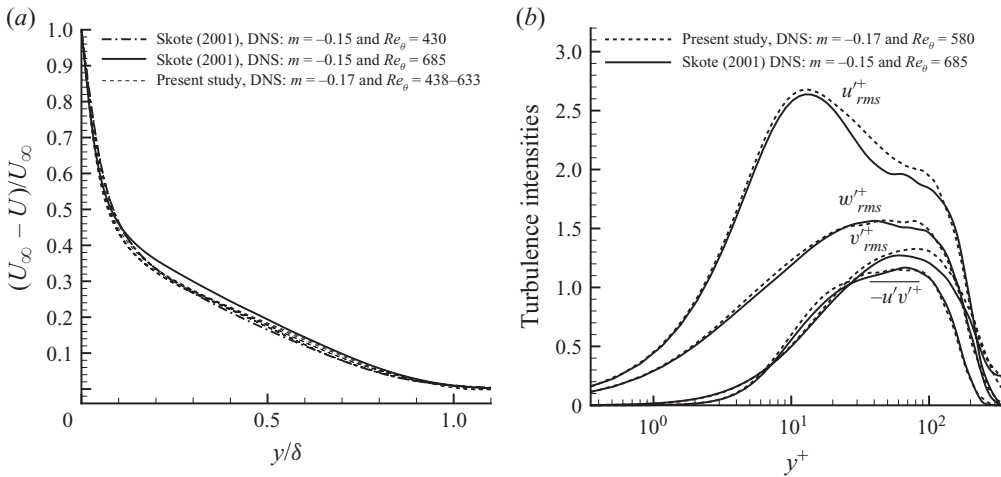 (a)
Skote (2001), DNS: m = –0.15 and Reθ = 430
Skote (2001), DNS: m = –0.15 and Reθ = 685
Present study, DNS: m = –0.17 and Reθ = 438–633
1.0
0.9
0.8
0.7
0.6
0.5
0.4
0.3
0.2
0.1
(U∞ − U)/U∞
0
0.5
1.0
y/δ
(b)
Present study, DNS: m = –0.17 and Reθ = 580
Skote (2001) DNS: m = –0.15 and Reθ = 685
3.0
2.5
2.0
1.5
1.0
0.5
0
Turbulence intensities
u′⁺rms
w′⁺rms
v′⁺rms
–u′v′⁺
10⁰
10¹
10²
y⁺